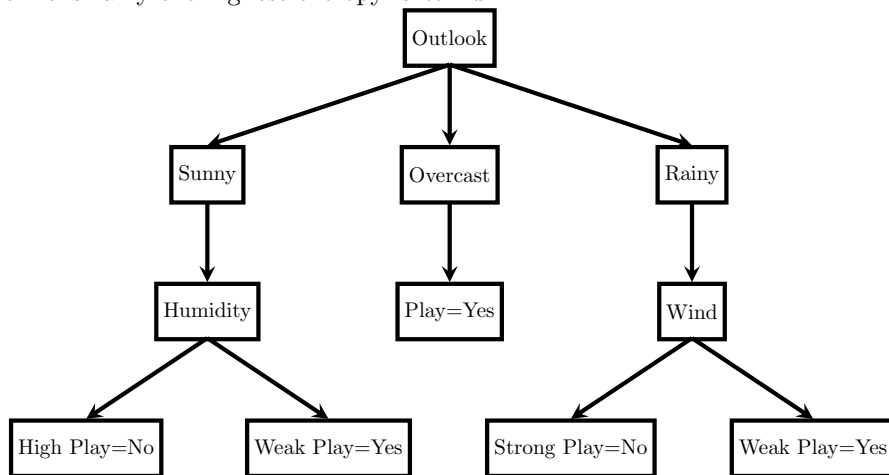 Outlook
Sunny Overcast Rainy
Humidity Play=Yes Wind
High Play=No Weak Play=Yes Strong Play=No Weak Play=Yes